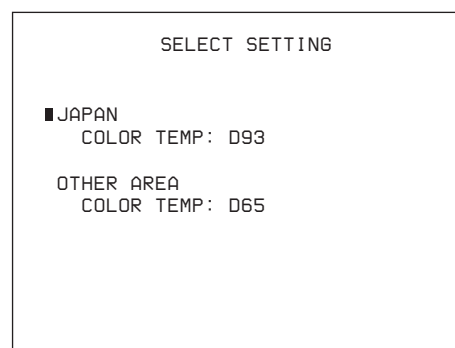 SELECT SETTING
JAPAN
COLOR TEMP: D93
OTHER AREA
COLOR TEMP: D65